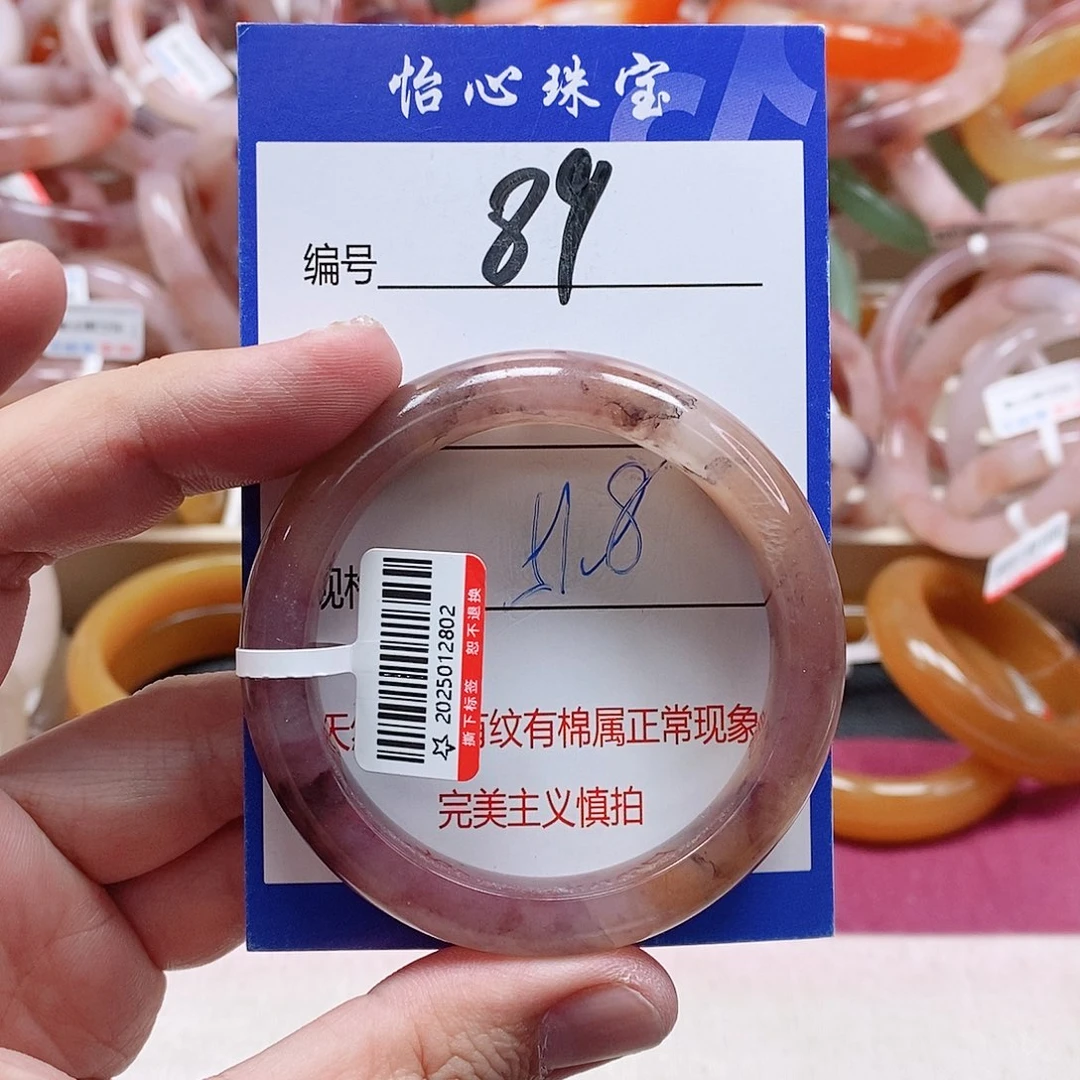 怡心珠宝
编号 89
51.8
☆ 2025012802
撕下标签 恕不退换
纹有棉属正常现象
完美主义慎拍